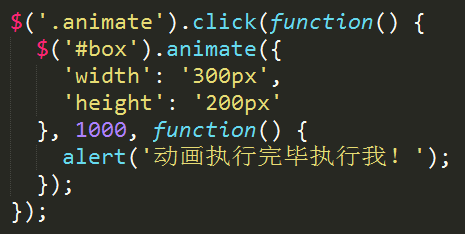 $('.animate').click(function() {
  $('#box').animate({
    'width': '300px',
    'height': '200px'
  }, 1000, function() {
    alert('动画执行完毕执行我！');
  });
});